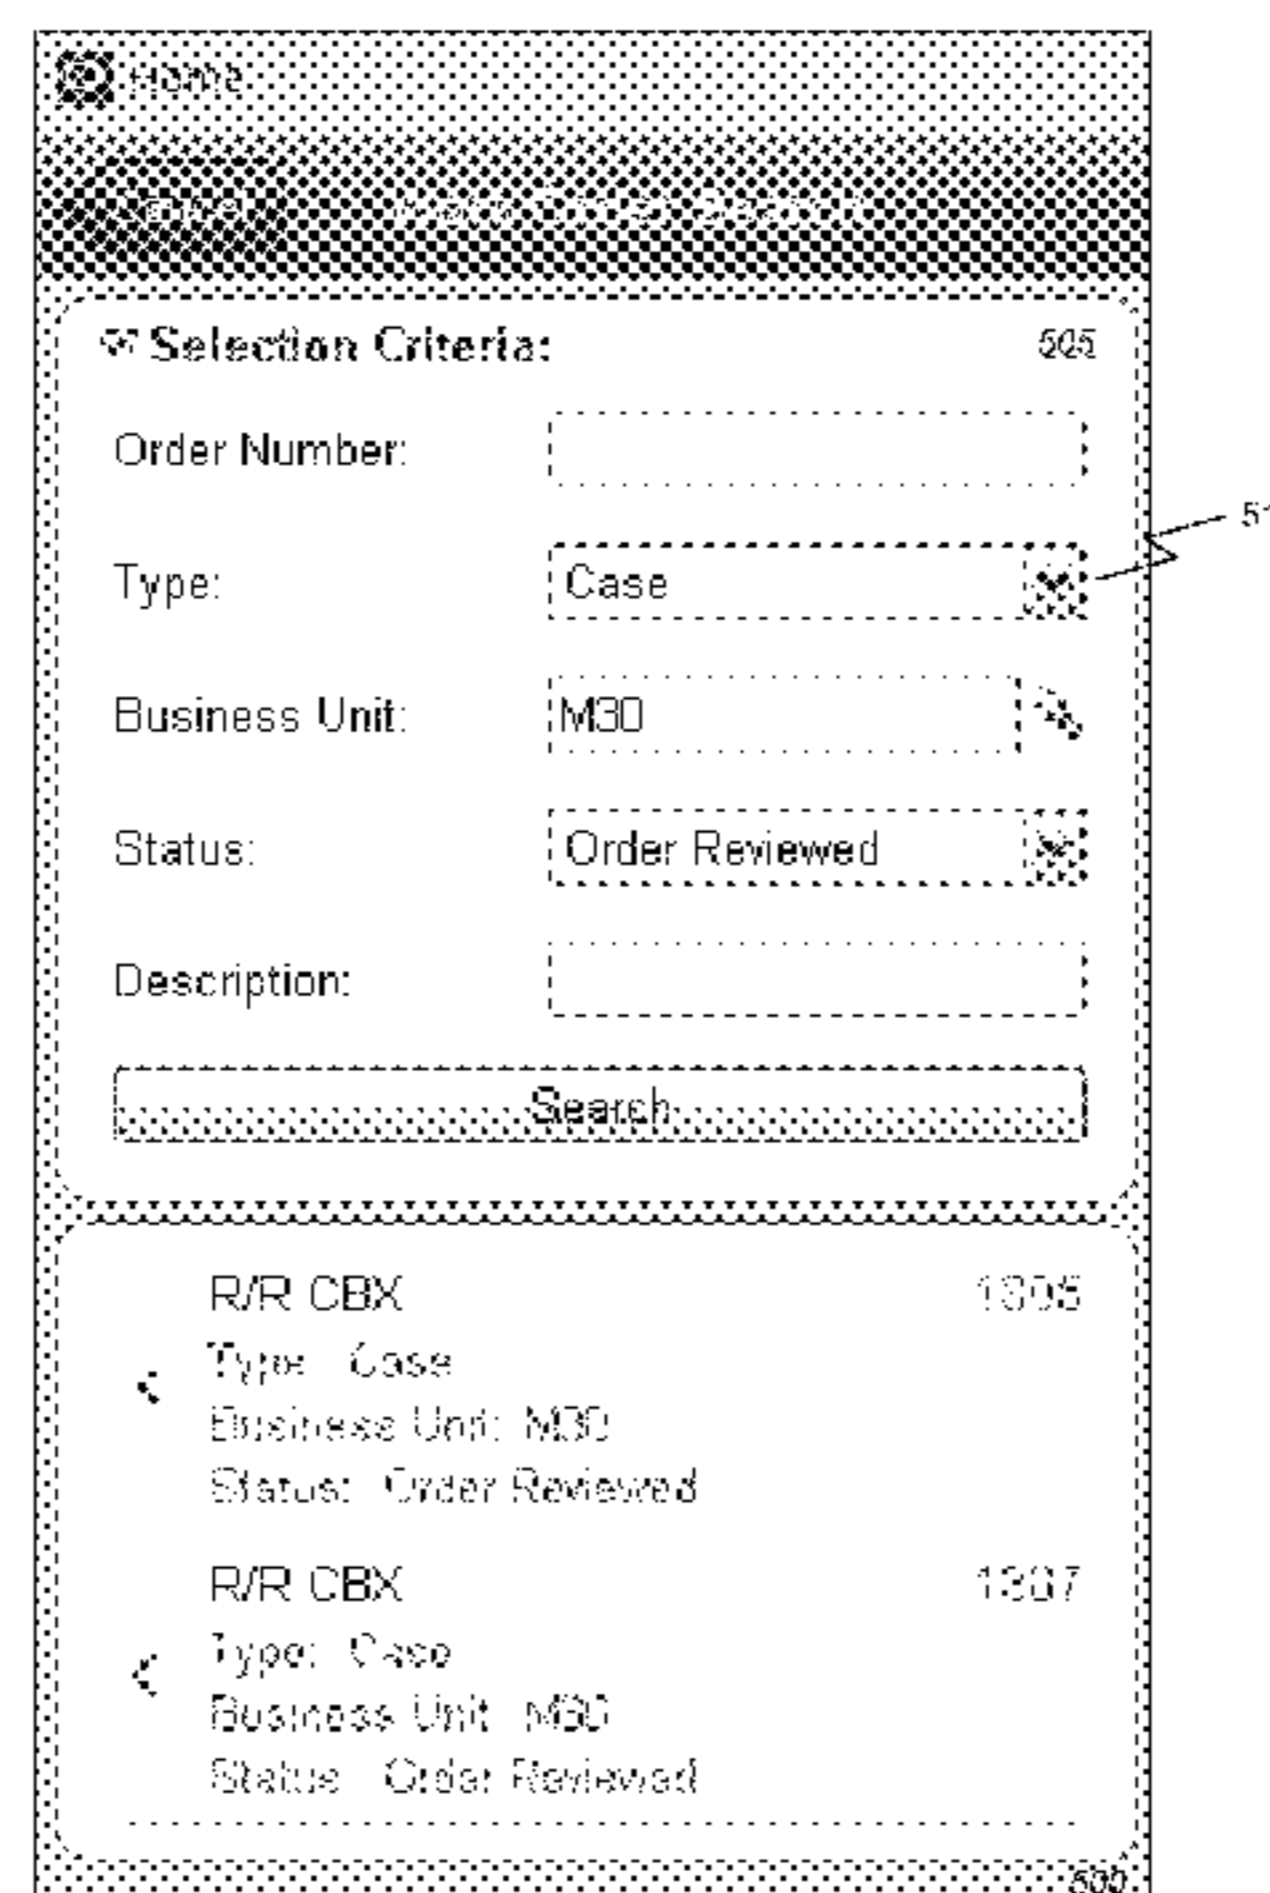 Home
Selection Criteria: 505
Order Number:
Type: Case
Business Unit: M30
Status: Order Reviewed
Description:
Search
R/R CBX 1305
Type: Case
Business Unit: M30
Status: Order Reviewed
R/R CBX 1307
Type: Case
Business Unit: M30
Status: Order Reviewed
500